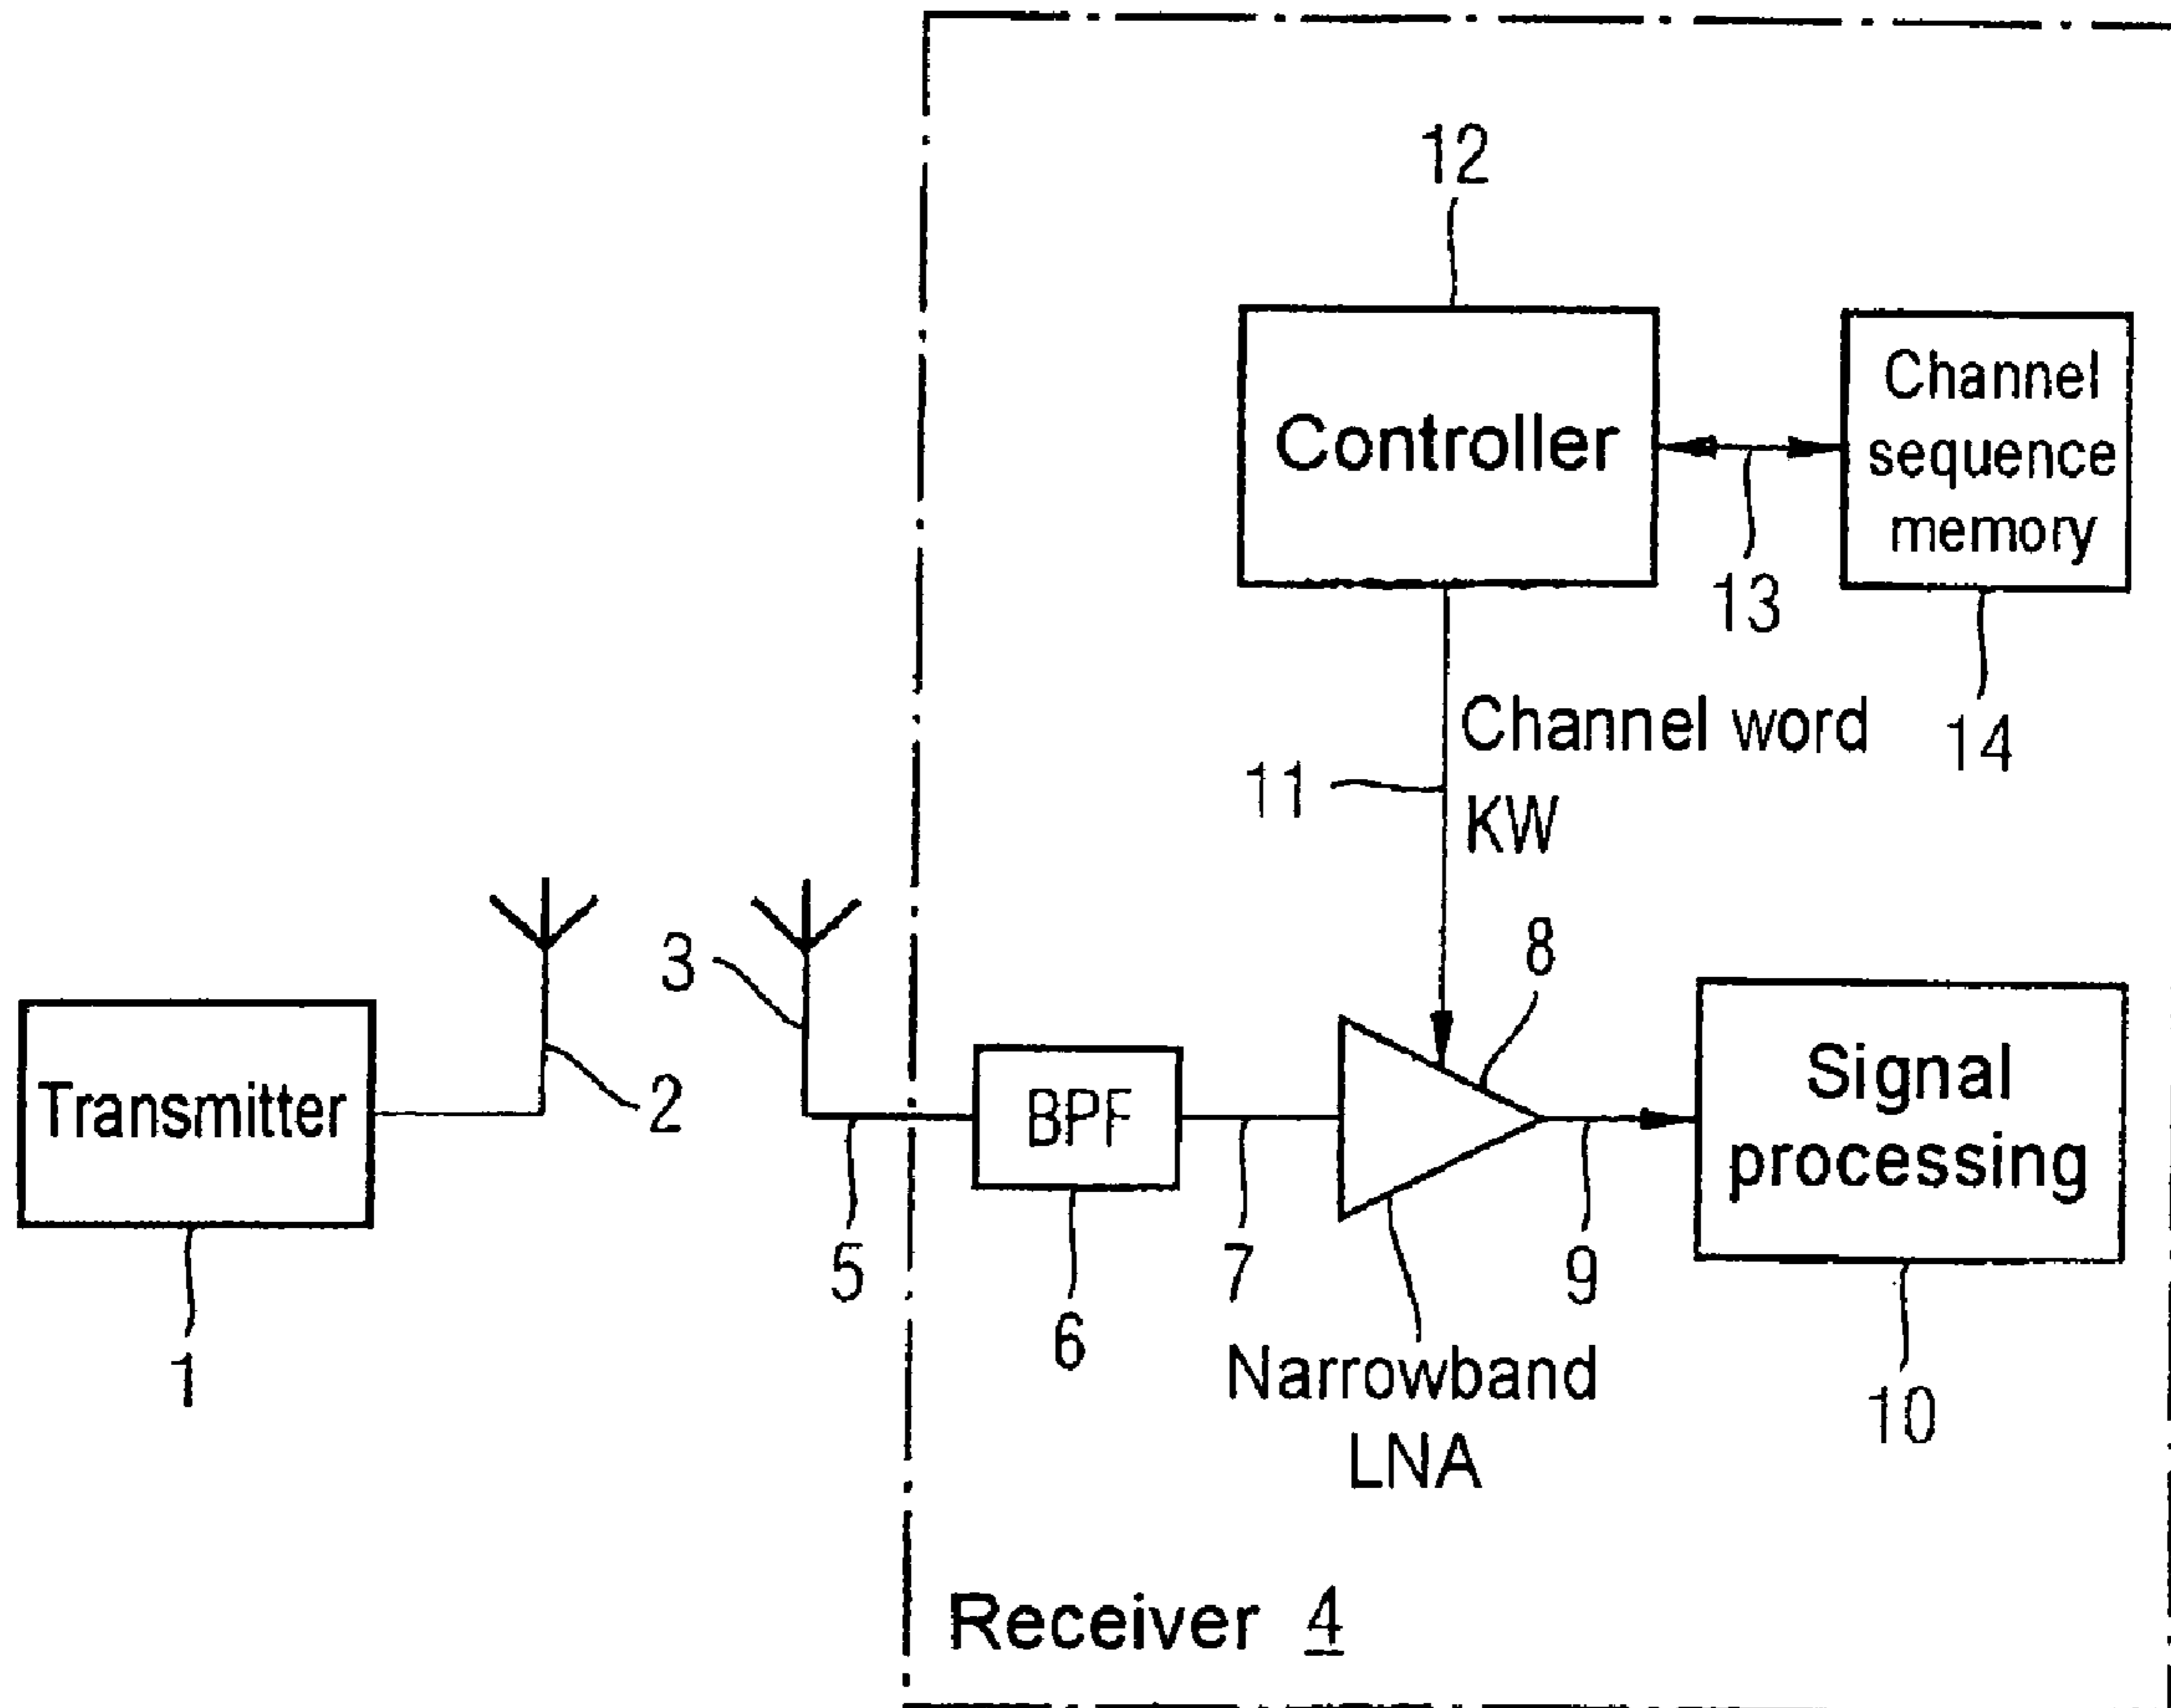 12
Controller
Channel
sequence
memory
13
14
Channel word
11
KW
8
3
2
Transmitter
BPF
Signal
processing
1
5
6
7
9
10
Narrowband
LNA
Receiver 4